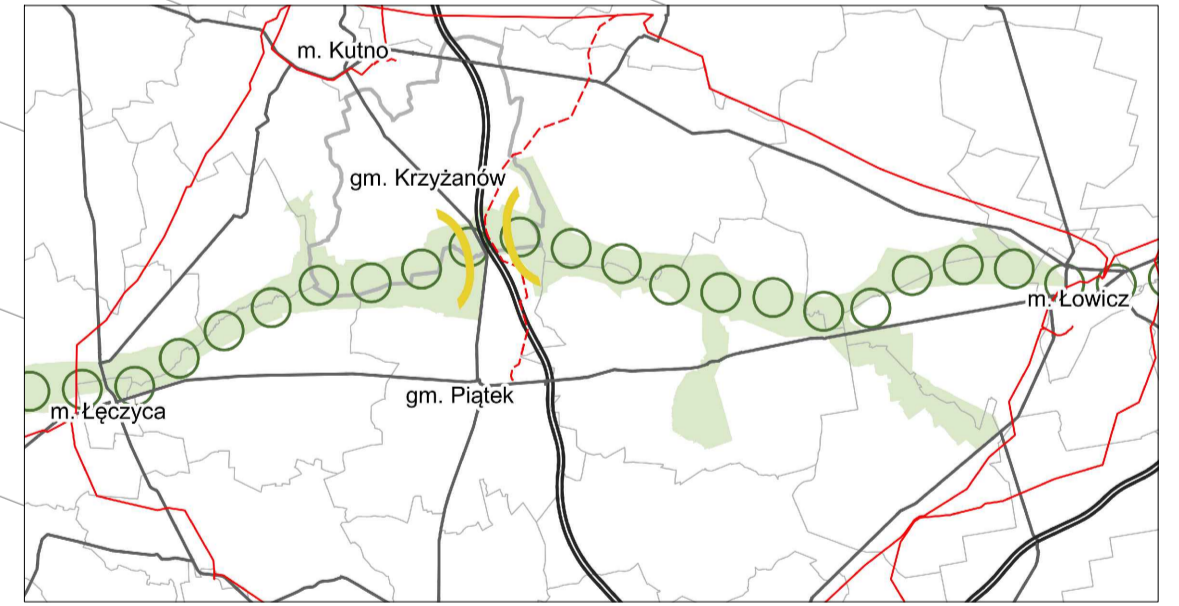 m. Kutno
gm. Krzyżanów
m. Łowicz
gm. Piątek
m. Łęczyca